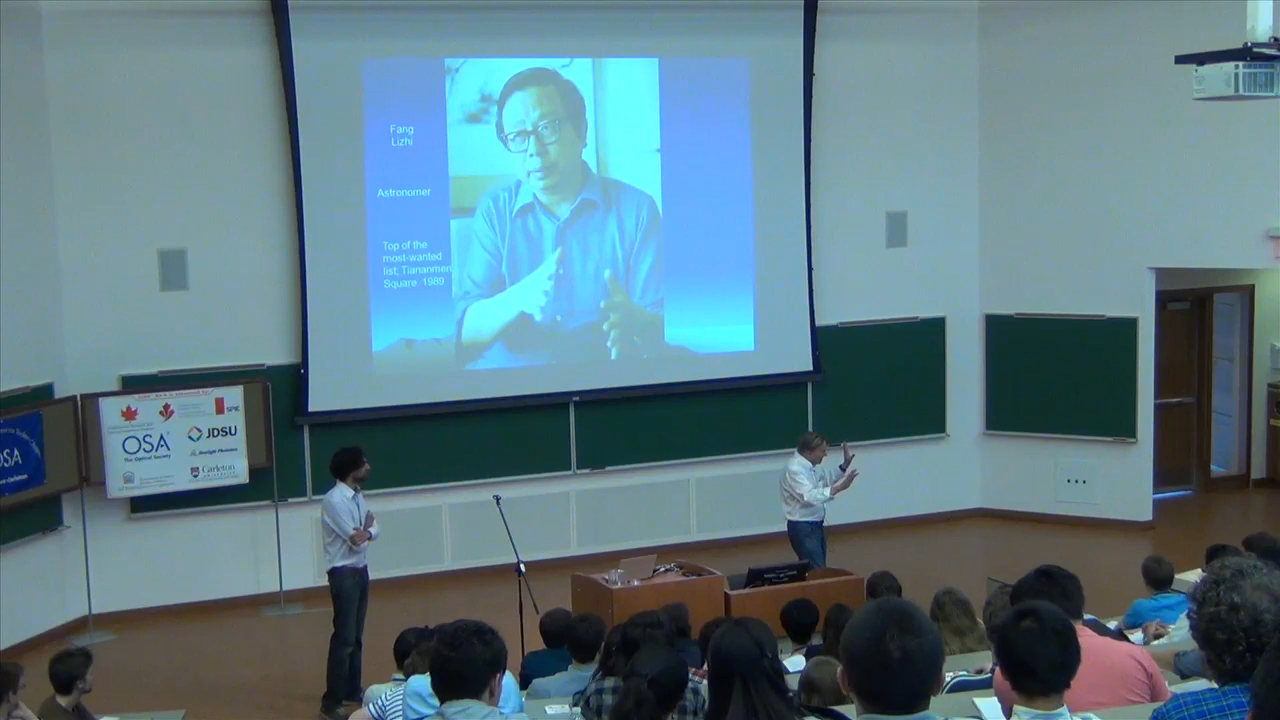 Fang
Lizhi
Astronomer
Top of the
most-wanted
list; Tiananmen
Square 1989
SPIE
OSA
The Optical Society
JDSU
Carleton
OSA